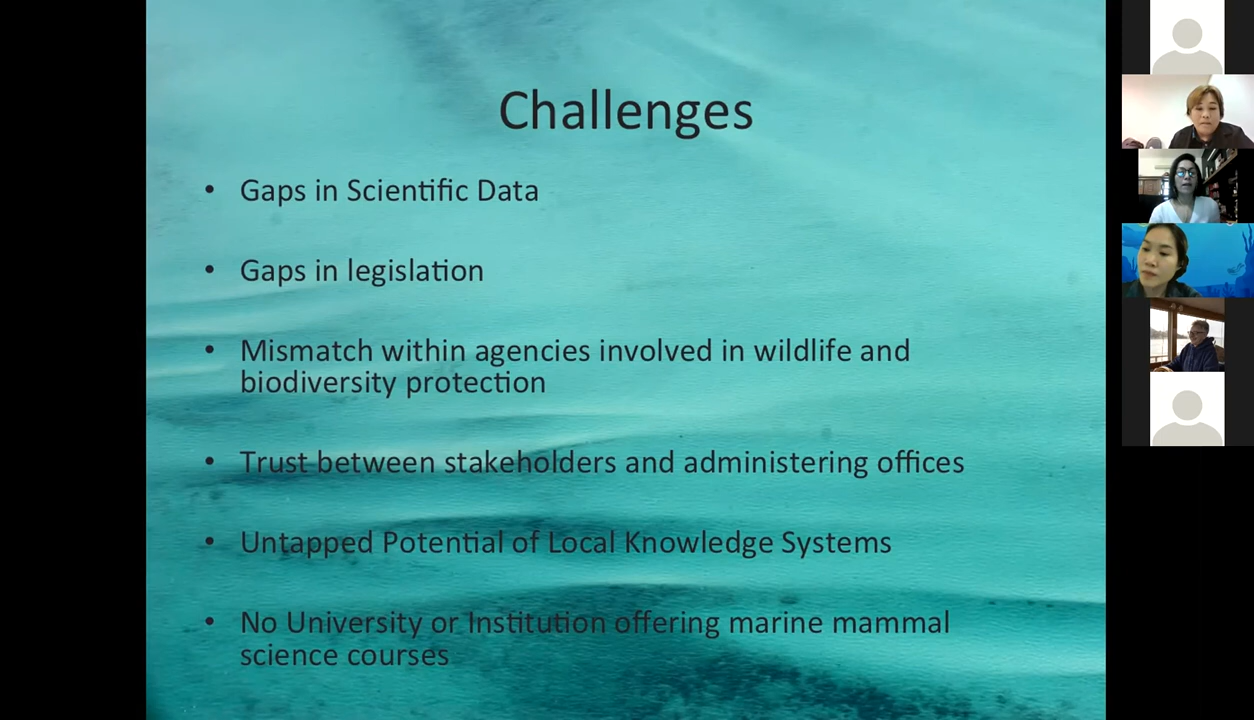 Challenges
• Gaps in Scientific Data
• Gaps in legislation
• Mismatch within agencies involved in wildlife and
biodiversity protection
• Trust between stakeholders and administering offices
• Untapped Potential of Local Knowledge Systems
• No University or Institution offering marine mammal
science courses